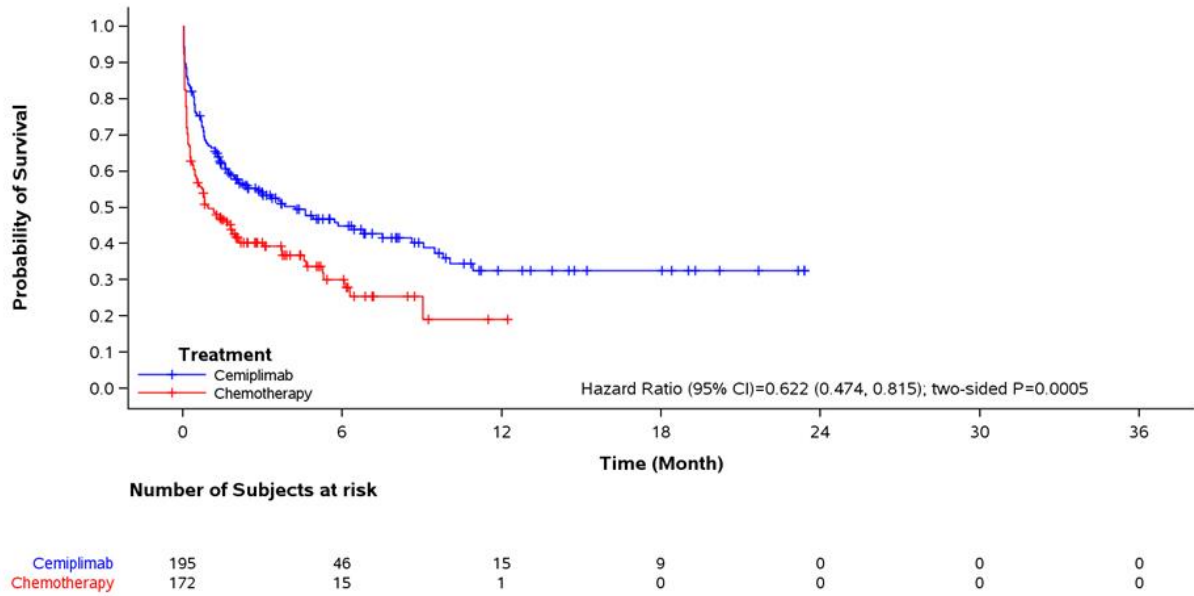 Probability of Survival
1.0
0.9
0.8
0.7
0.6
0.5
0.4
0.3
0.2
0.1
0.0
Treatment
Cemiplimab
Chemotherapy
Hazard Ratio (95% CI)=0.622 (0.474, 0.815); two-sided P=0.0005
0 6 12 18 24 30 36
Time (Month)
Number of Subjects at risk
Cemiplimab 195 46 15 9 0 0 0
Chemotherapy 172 15 1 0 0 0 0